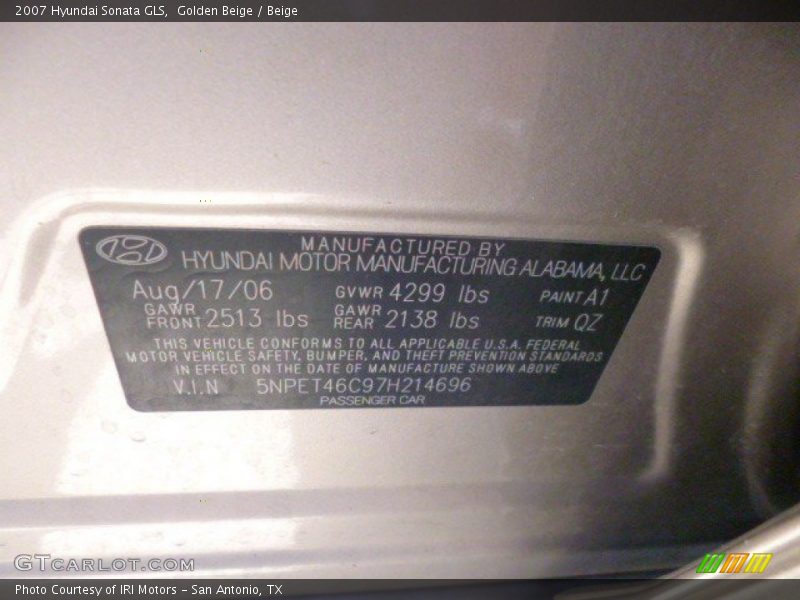 2007 Hyundai Sonata GLS,  Golden Beige / Beige
MANUFACTURED BY
HYUNDAI MOTOR MANUFACTURING ALABAMA, LLC
Aug/17/06 GVWR 4299 lbs PAINT A1
GAWR FRONT 2513 lbs GAWR REAR 2138 lbs TRIM QZ
THIS VEHICLE CONFORMS TO ALL APPLICABLE U.S.A. FEDERAL
MOTOR VEHICLE SAFETY, BUMPER, AND THEFT PREVENTION STANDARDS
IN EFFECT ON THE DATE OF MANUFACTURE SHOWN ABOVE
V.I.N 5NPET46C97H214696
PASSENGER CAR
GTCARLOT.COM
Photo Courtesy of IRI Motors – San Antonio, TX